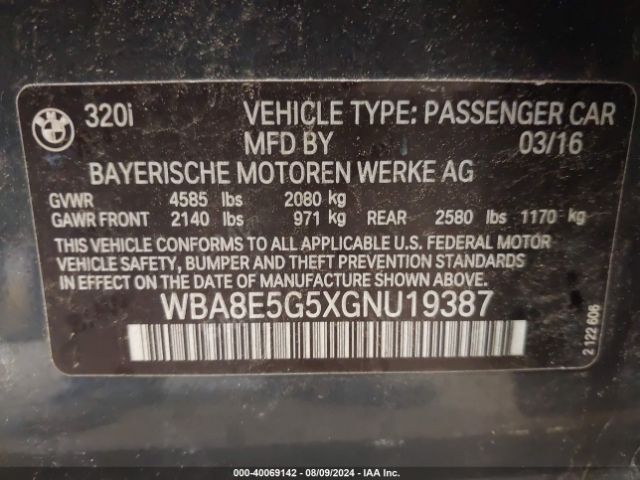 BMW
320i VEHICLE TYPE: PASSENGER CAR
MFD BY 03/16
BAYERISCHE MOTOREN WERKE AG
GVWR 4585 lbs 2080 kg
GAWR FRONT 2140 lbs 971 kg REAR 2580 lbs 1170 kg
THIS VEHICLE CONFORMS TO ALL APPLICABLE U.S. FEDERAL MOTOR
VEHICLE SAFETY, BUMPER AND THEFT PREVENTION STANDARDS
IN EFFECT ON THE DATE OF MANUFACTURE SHOWN ABOVE.
WBA8E5G5XGNU19387
2 122 606
Stock - 40069142 - 08/09/2024 - IAA Inc.